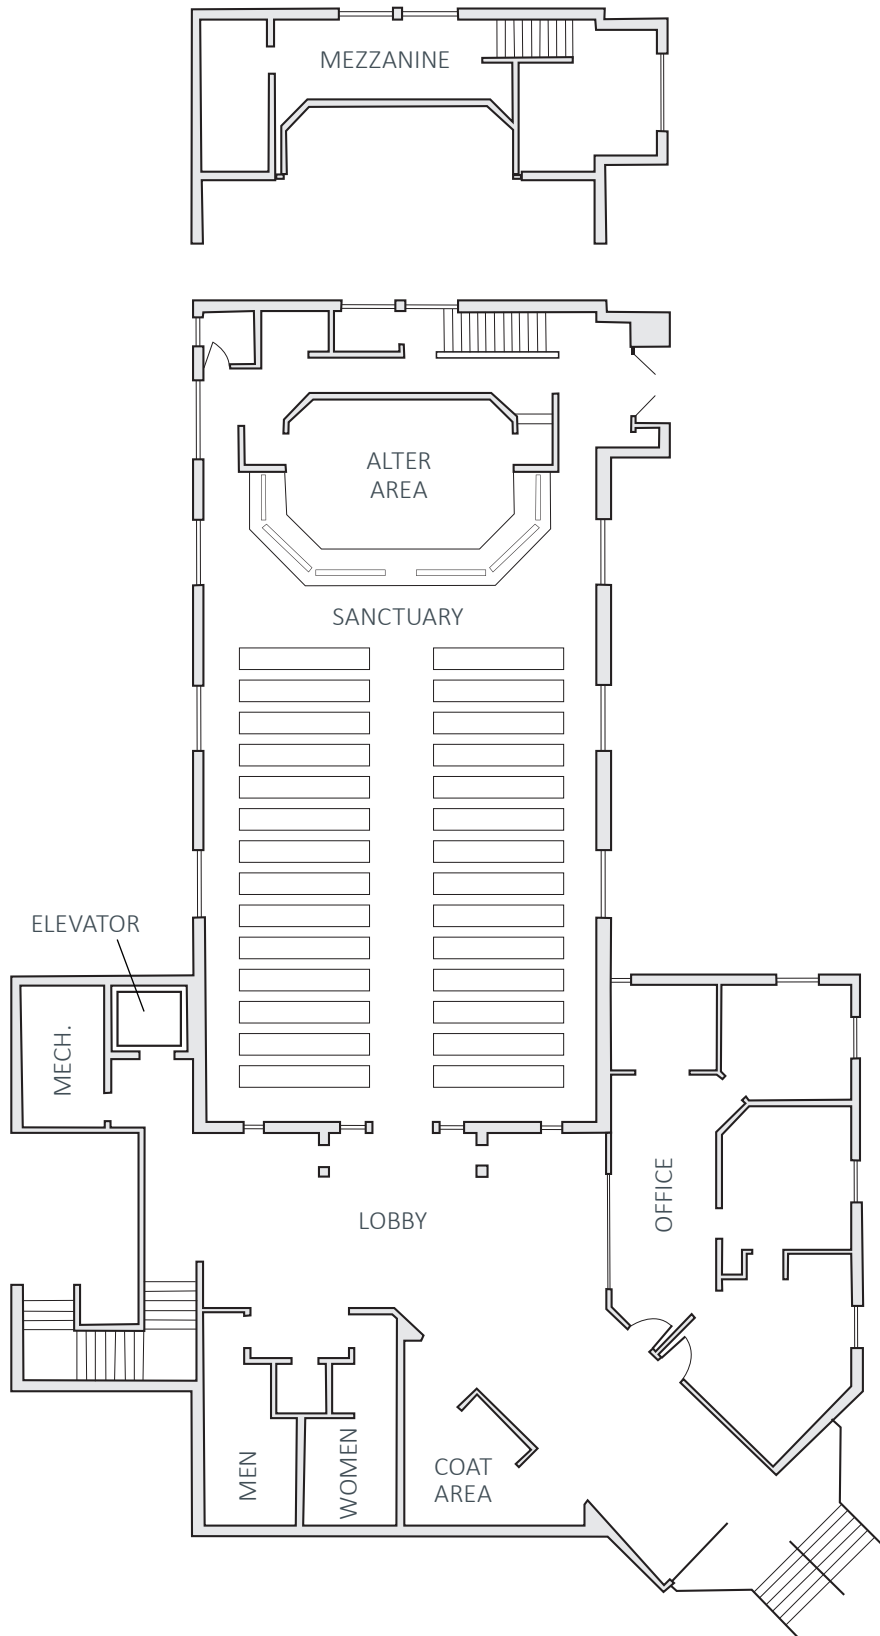 MEZZANINE
ALTER
AREA
SANCTUARY
ELEVATOR
MECH.
LOBBY
OFFICE
MEN
WOMEN
COAT
AREA